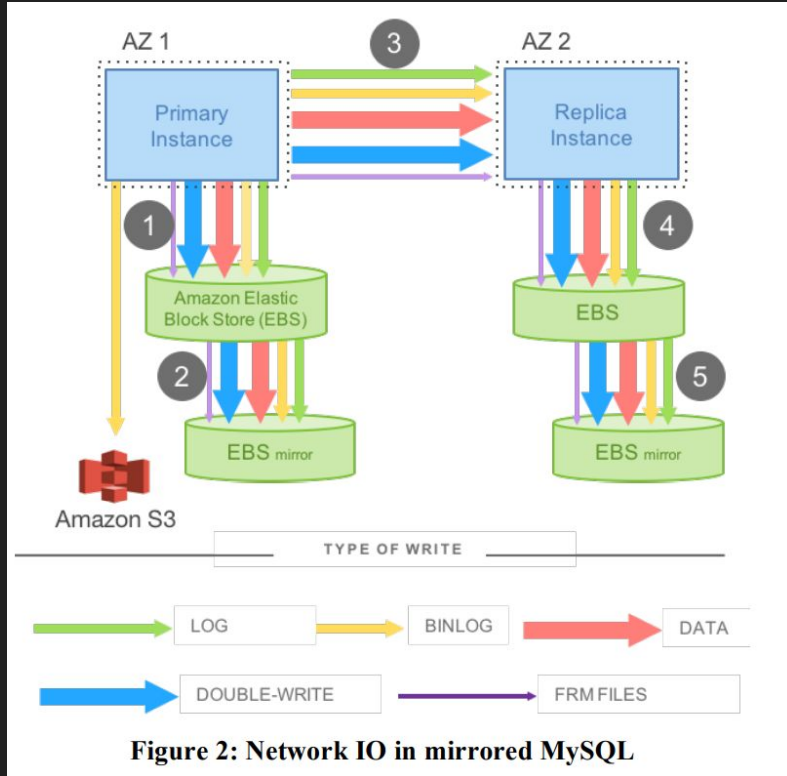 AZ 1
3
AZ 2
Primary
Instance
Replica
Instance
1
4
Amazon Elastic
Block Store (EBS)
EBS
2
5
EBS mirror
EBS mirror
Amazon S3
TYPE OF WRITE
LOG
BINLOG
DATA
DOUBLE-WRITE
FRM FILES
Figure 2: Network IO in mirrored MySQL